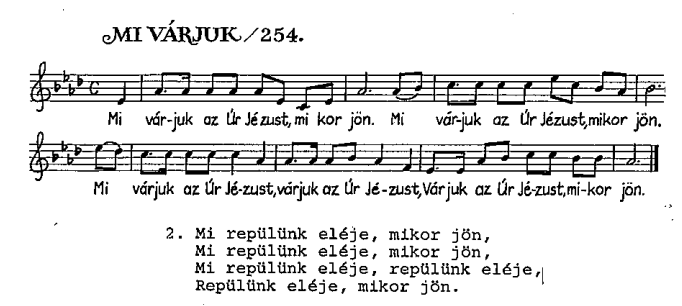 MI VÁRJUK/254.
Mi vár-juk az Úr Jézust, mi kor jön. Mi vár-juk az Úr Jézust, mikor jön.
Mi várjuk az Úr Jé-zust, várjuk az Úr Jé-zust, Várjuk az Úr Jé-zust, mi-kor jön.
2. Mi repülünk eléje, mikor jön,
Mi repülünk eléje, mikor jön,
Mi repülünk eléje, repülünk eléje,
Repülünk eléje, mikor jön.